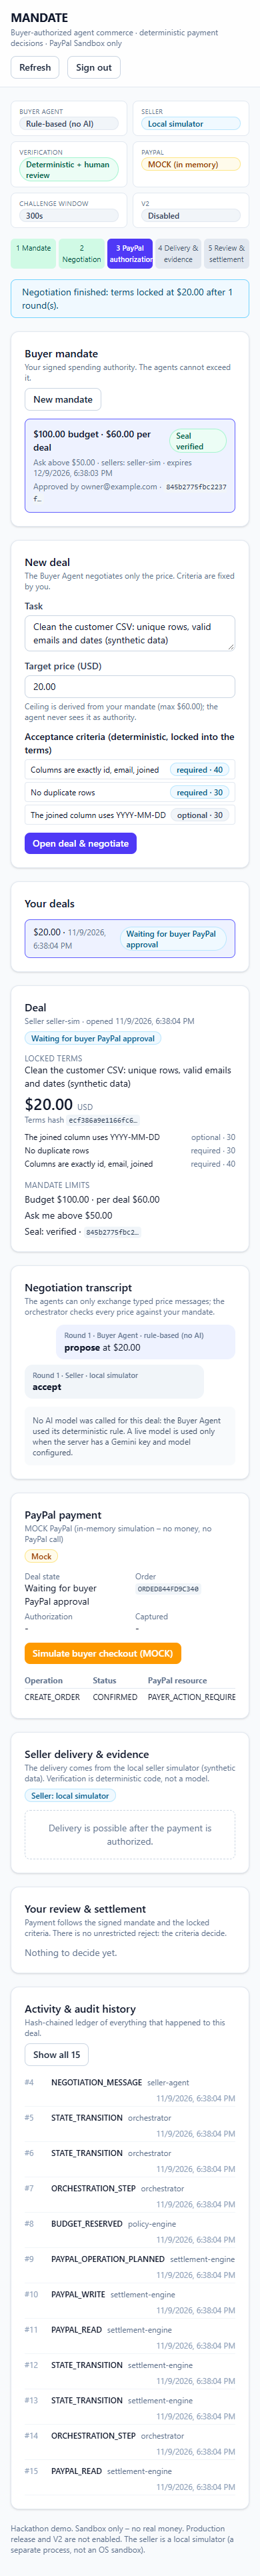 MANDATE
Buyer-authorized agent commerce · deterministic payment
decisions · PayPal Sandbox only
Refresh
Sign out
BUYER AGENT
Rule-based (no AI)
SELLER
Local simulator
VERIFICATION
Deterministic + human
review
PAYPAL
MOCK (in memory)
CHALLENGE WINDOW
300s
V2
Disabled
1 Mandate
2
Negotiation
3 PayPal
authorization
4 Delivery &
evidence
5 Review &
settlement
Negotiation finished: terms locked at $20.00 after 1
round(s).
Buyer mandate
Your signed spending authority. The agents cannot exceed
it.
New mandate
$100.00 budget · $60.00 per
deal
Seal
verified
Ask above $50.00 · sellers: seller-sim · expires
12/9/2026, 6:38:03 PM
Approved by owner@example.com · 845b2775fbc2237
f…
New deal
The Buyer Agent negotiates only the price. Criteria are fixed
by you.
Task
Clean the customer CSV: unique rows, valid
emails and dates (synthetic data)
Target price (USD)
20.00
Ceiling is derived from your mandate (max $60.00); the
agent never sees it as authority.
Acceptance criteria (deterministic, locked into the
terms)
Columns are exactly id, email, joined
required · 40
No duplicate rows
required · 30
The joined column uses YYYY-MM-DD
optional · 30
Open deal & negotiate
Your deals
$20.00 · 11/9/2026,
6:38:04 PM
Waiting for buyer PayPal
approval
Deal
Seller seller-sim · opened 11/9/2026, 6:38:04 PM
Waiting for buyer PayPal approval
LOCKED TERMS
Clean the customer CSV: unique rows, valid emails
and dates (synthetic data)
$20.00 USD
Terms hash ecf386a9e1166fc6…
The joined column uses YYYY-MM-DD
optional · 30
No duplicate rows
required · 30
Columns are exactly id, email, joined
required · 40
MANDATE LIMITS
Budget $100.00 · per deal $60.00
Ask me above $50.00
Seal: verified · 845b2775fbc2…
Negotiation transcript
The agents can only exchange typed price messages; the
orchestrator checks every price against your mandate.
Round 1 · Buyer Agent · rule-based (no AI)
propose at $20.00
Round 1 · Seller · local simulator
accept
No AI model was called for this deal: the Buyer Agent
used its deterministic rule. A live model is used only
when the server has a Gemini key and model
configured.
PayPal payment
MOCK PayPal (in-memory simulation – no money, no
PayPal call)
Mock
Deal state
Waiting for buyer
PayPal approval
Order
ORDED844FD9C340
Authorization
-
Captured
-
Simulate buyer checkout (MOCK)
Operation
Status
PayPal resource
CREATE_ORDER
CONFIRMED
PAYER_ACTION_REQUIRE
Seller delivery & evidence
The delivery comes from the local seller simulator (synthetic
data). Verification is deterministic code, not a model.
Seller: local simulator
Delivery is possible after the payment is
authorized.
Your review & settlement
Payment follows the signed mandate and the locked
criteria. There is no unrestricted reject: the criteria decide.
Nothing to decide yet.
Activity & audit history
Hash-chained ledger of everything that happened to this
deal.
Show all 15
#4 NEGOTIATION_MESSAGE seller-agent
11/9/2026, 6:38:04 PM
#5 STATE_TRANSITION orchestrator
11/9/2026, 6:38:04 PM
#6 STATE_TRANSITION orchestrator
11/9/2026, 6:38:04 PM
#7 ORCHESTRATION_STEP orchestrator
11/9/2026, 6:38:04 PM
#8 BUDGET_RESERVED policy-engine
11/9/2026, 6:38:04 PM
#9 PAYPAL_OPERATION_PLANNED settlement-engine
11/9/2026, 6:38:04 PM
#10 PAYPAL_WRITE settlement-engine
11/9/2026, 6:38:04 PM
#11 PAYPAL_READ settlement-engine
11/9/2026, 6:38:04 PM
#12 STATE_TRANSITION settlement-engine
11/9/2026, 6:38:04 PM
#13 STATE_TRANSITION settlement-engine
11/9/2026, 6:38:04 PM
#14 ORCHESTRATION_STEP orchestrator
11/9/2026, 6:38:04 PM
#15 PAYPAL_READ settlement-engine
11/9/2026, 6:38:04 PM
Hackathon demo. Sandbox only – no real money. Production
release and V2 are not enabled. The seller is a local simulator (a
separate process, not an OS sandbox).